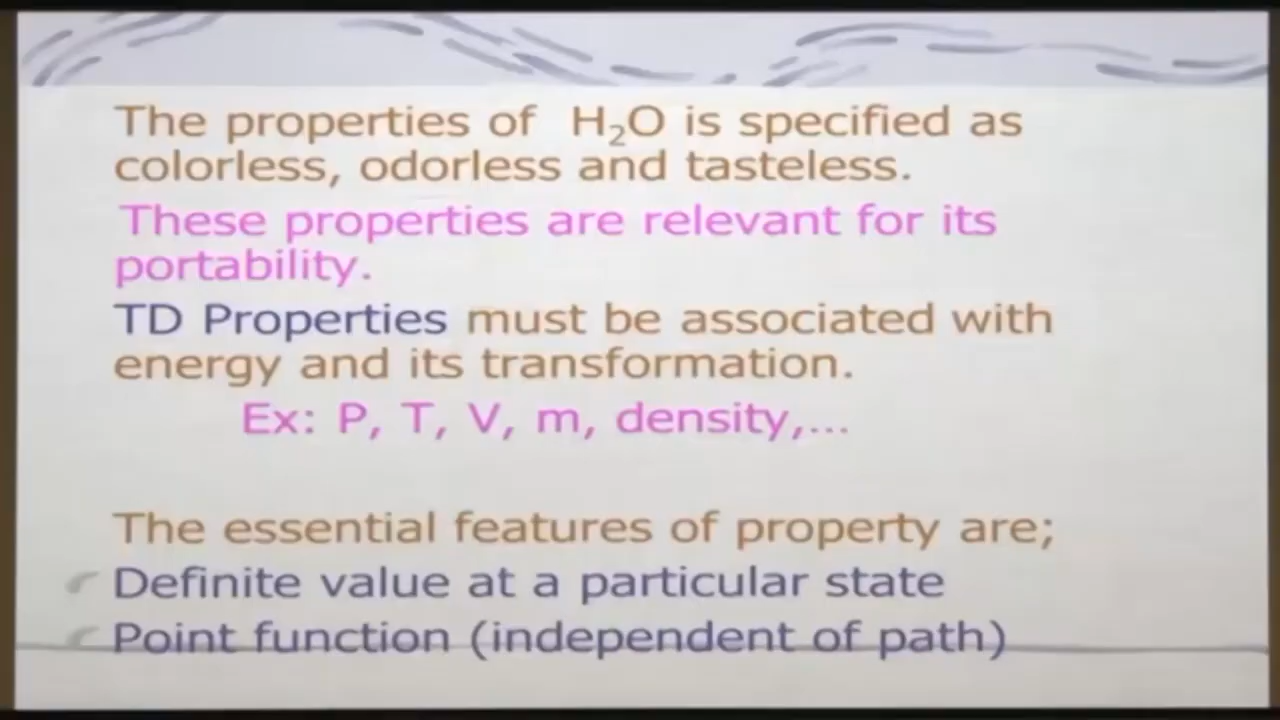 The properties of H₂O is specified as
colorless, odorless and tasteless.
These properties are relevant for its
portability.
TD Properties must be associated with
energy and its transformation.
Ex: P, T, V, m, density,...
The essential features of property are;
Definite value at a particular state
Point function (independent of path)